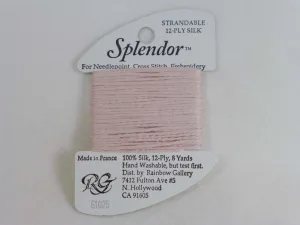 STRANDABLE
12-PLY SILK
Splendor™
For Needlepoint, Cross Stitch, Embroidery
Made in France
RG
100% Silk, 12-Ply, 8 Yards
Hand Washable, but test first.
Dist. by Rainbow Gallery
7412 Fulton Ave #5
N. Hollywood
CA 91605